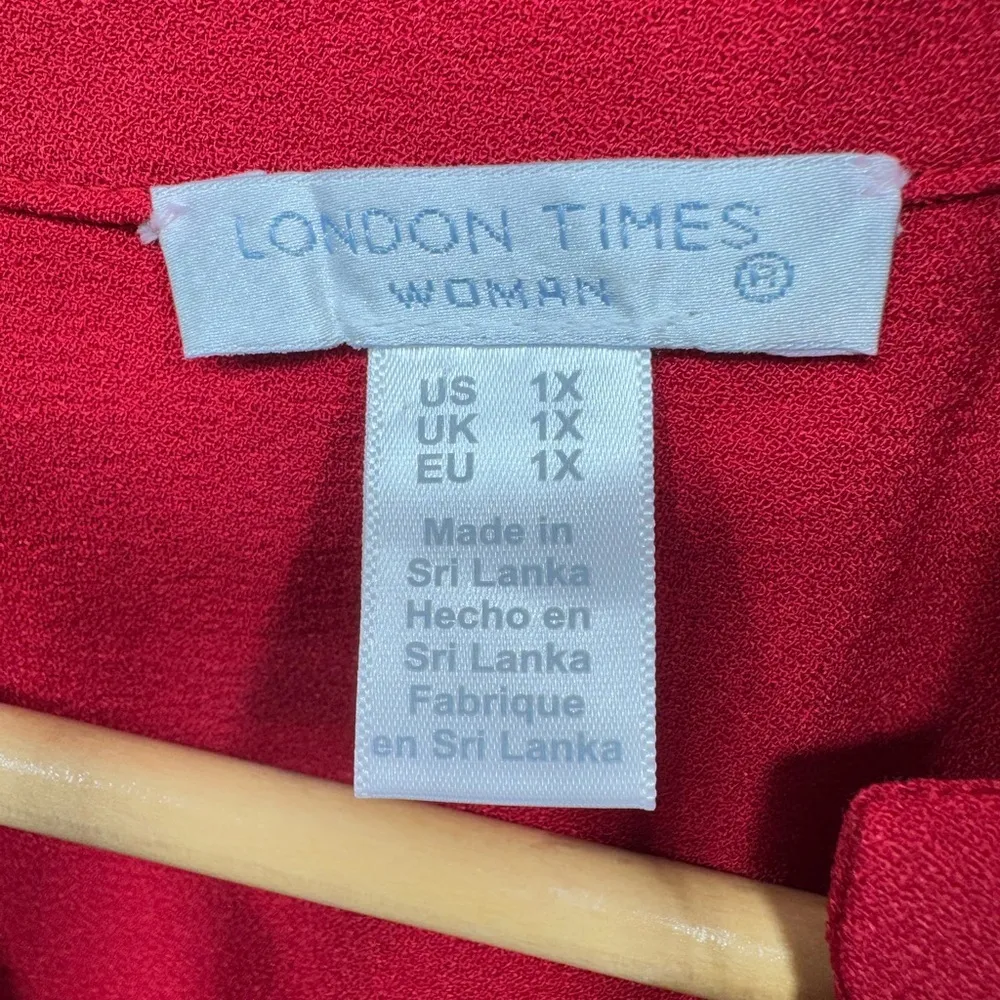 LONDON TIMES
WOMAN ®
US 1X
UK 1X
EU 1X
Made in
Sri Lanka
Hecho en
Sri Lanka
Fabrique
en Sri Lanka